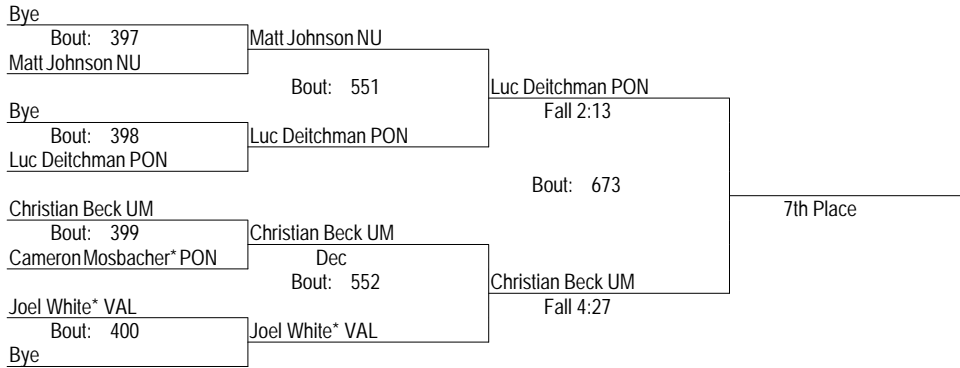 Bye
Bout: 397
Matt Johnson NU
Matt Johnson NU
Bout: 551
Luc Deitchman PON
Bye
Fall 2:13
Bout: 398
Luc Deitchman PON
Luc Deitchman PON
Bout: 673
Christian Beck UM
7th Place
Bout: 399
Christian Beck UM
Cameron Mosbacher* PON
Dec
Bout: 552
Christian Beck UM
Joel White* VAL
Fall 4:27
Bout: 400
Joel White* VAL
Bye